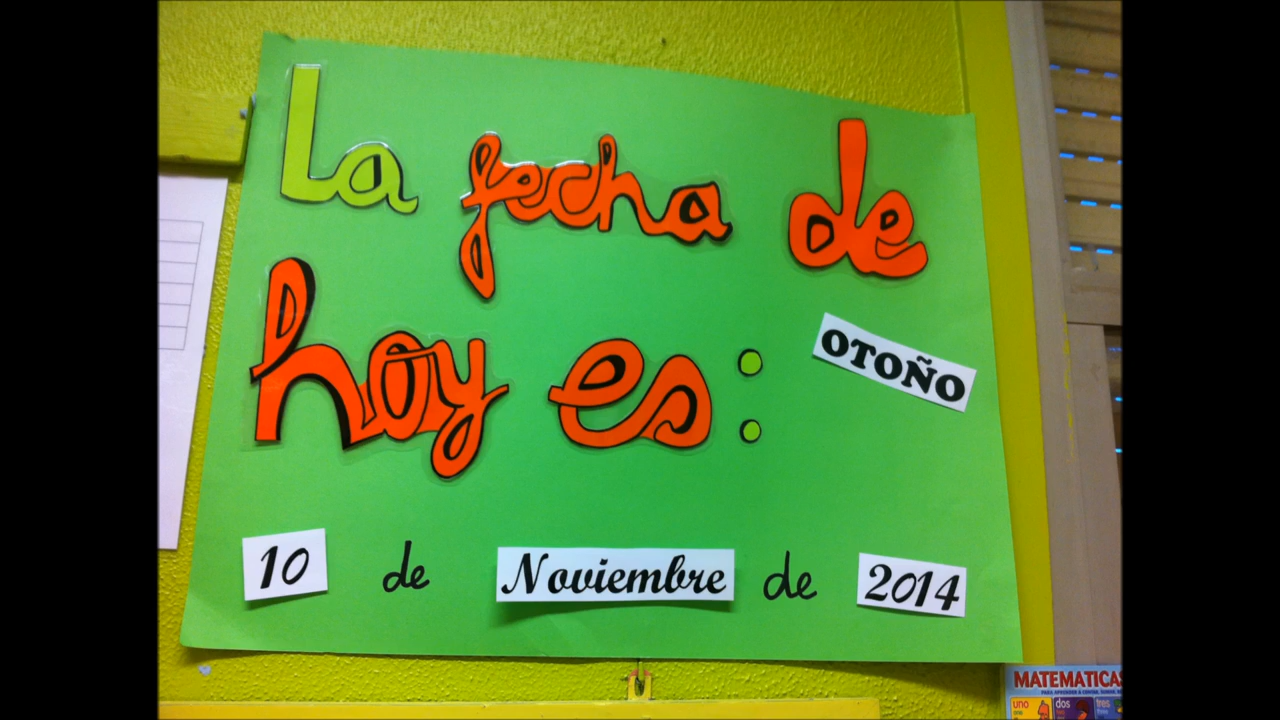 La fecha de
hoy es:
OTOÑO
10 de Noviembre de 2014
MATEMATICAS
uno dos tres